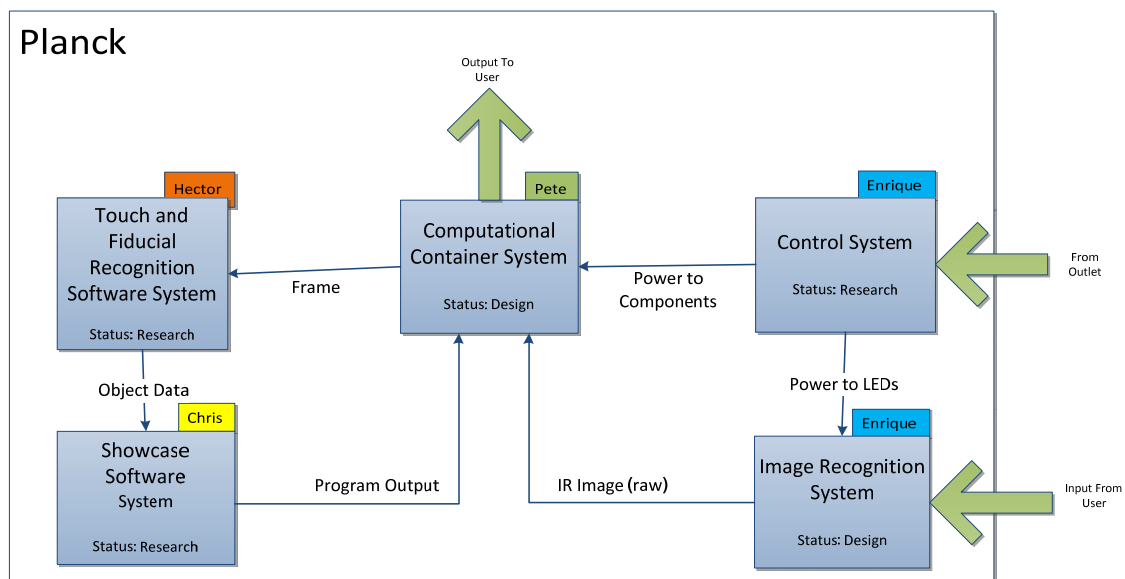 Planck
Output To
User
Hector
Touch and
Fiducial
Recognition
Software System
Status: Research
Pete
Computational
Container System
Status: Design
Enrique
Control System
Status: Research
From
Outlet
Frame
Power to
Components
Object Data
Power to LEDs
Chris
Showcase
Software
System
Status: Research
Program Output
IR Image (raw)
Enrique
Image Recognition
System
Status: Design
Input From
User